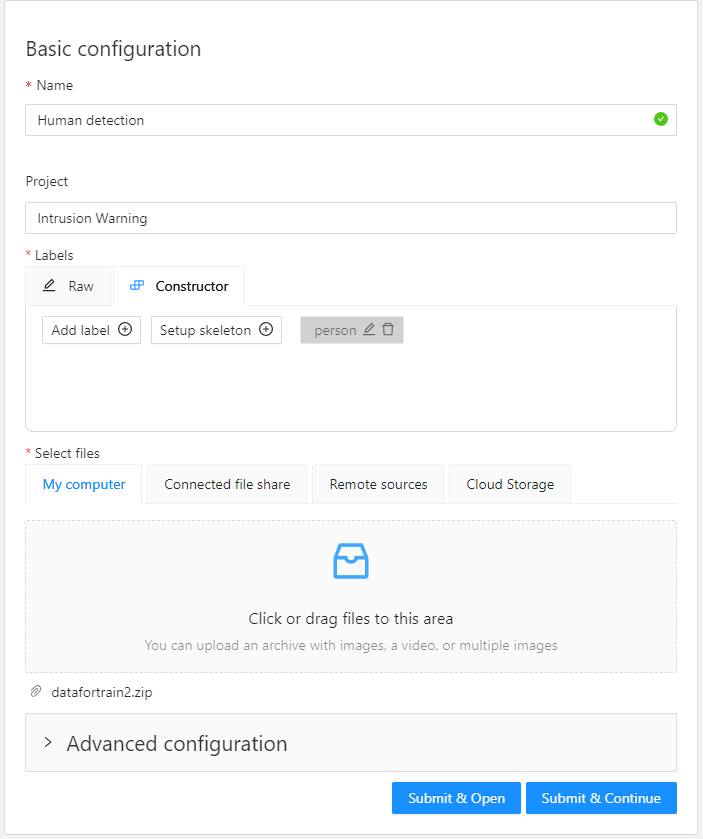 Basic configuration
* Name
Human detection
Project
Intrusion Warning
* Labels
Raw
Constructor
Add label
Setup skeleton
person
* Select files
My computer
Connected file share
Remote sources
Cloud Storage
Click or drag files to this area
You can upload an archive with images, a video, or multiple images
datafortrain2.zip
Advanced configuration
Submit & Open
Submit & Continue